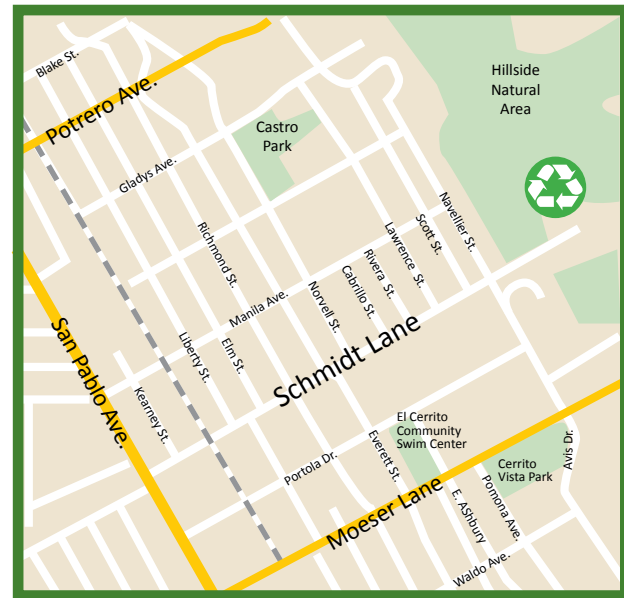 Blake St.
Potrero Ave.
Hillside
Natural
Area
Castro
Park
Gladys Ave.
Navellier St.
Scott St.
Lawrence St.
Rivera St.
Cabrillo St.
Richmond St.
Norvell St.
Manila Ave.
San Pablo Ave.
Liberty St.
Elm St.
Schmidt Lane
Kearney St.
El Cerrito
Community
Swim Center
Everett St.
Portola Dr.
Cerrito
Vista Park
Avis Dr.
Moeser Lane
E. AShbury
Pomona Ave.
Waldo Ave.